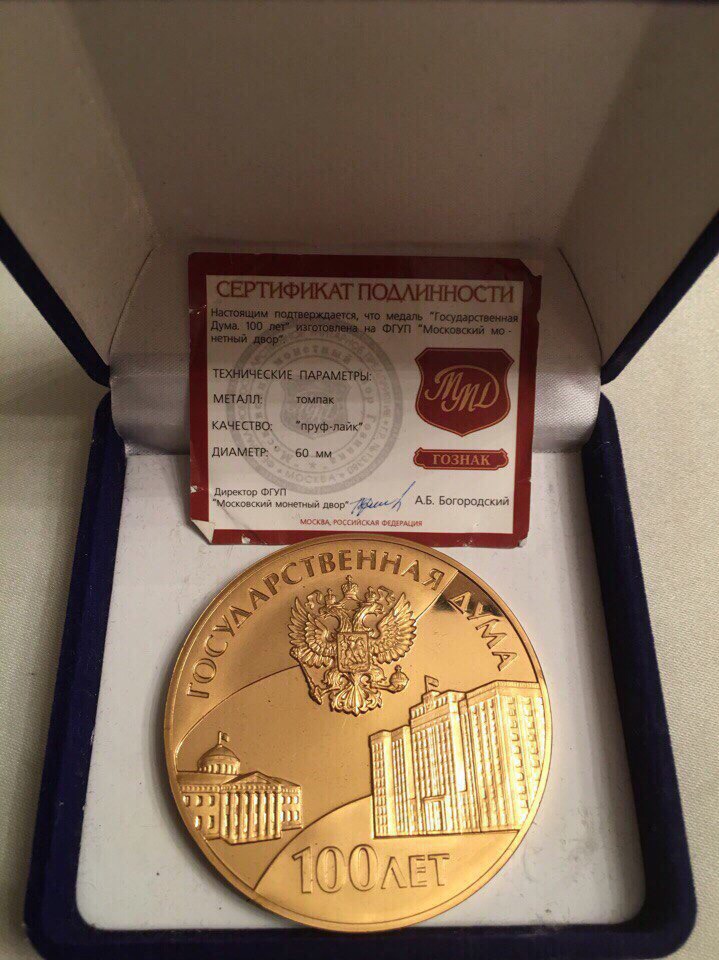 СЕРТИФИКАТ ПОДЛИННОСТИ
Настоящим подтверждается, что медаль "Государственная
Дума. 100 лет" изготовлена на ФГУП "Московский мо -
нетный двор".
ТЕХНИЧЕСКИЕ ПАРАМЕТРЫ:
МЕТАЛЛ: томпак
КАЧЕСТВО: "пруф-лайк"
ДИАМЕТР: 60 мм
ММД
ГОЗНАК
Директор ФГУП
"Московский монетный двор" А.Б. Богородский
МОСКВА, РОССИЙСКАЯ ФЕДЕРАЦИЯ
ГОСУДАРСТВЕННАЯ ДУМА
100 ЛЕТ